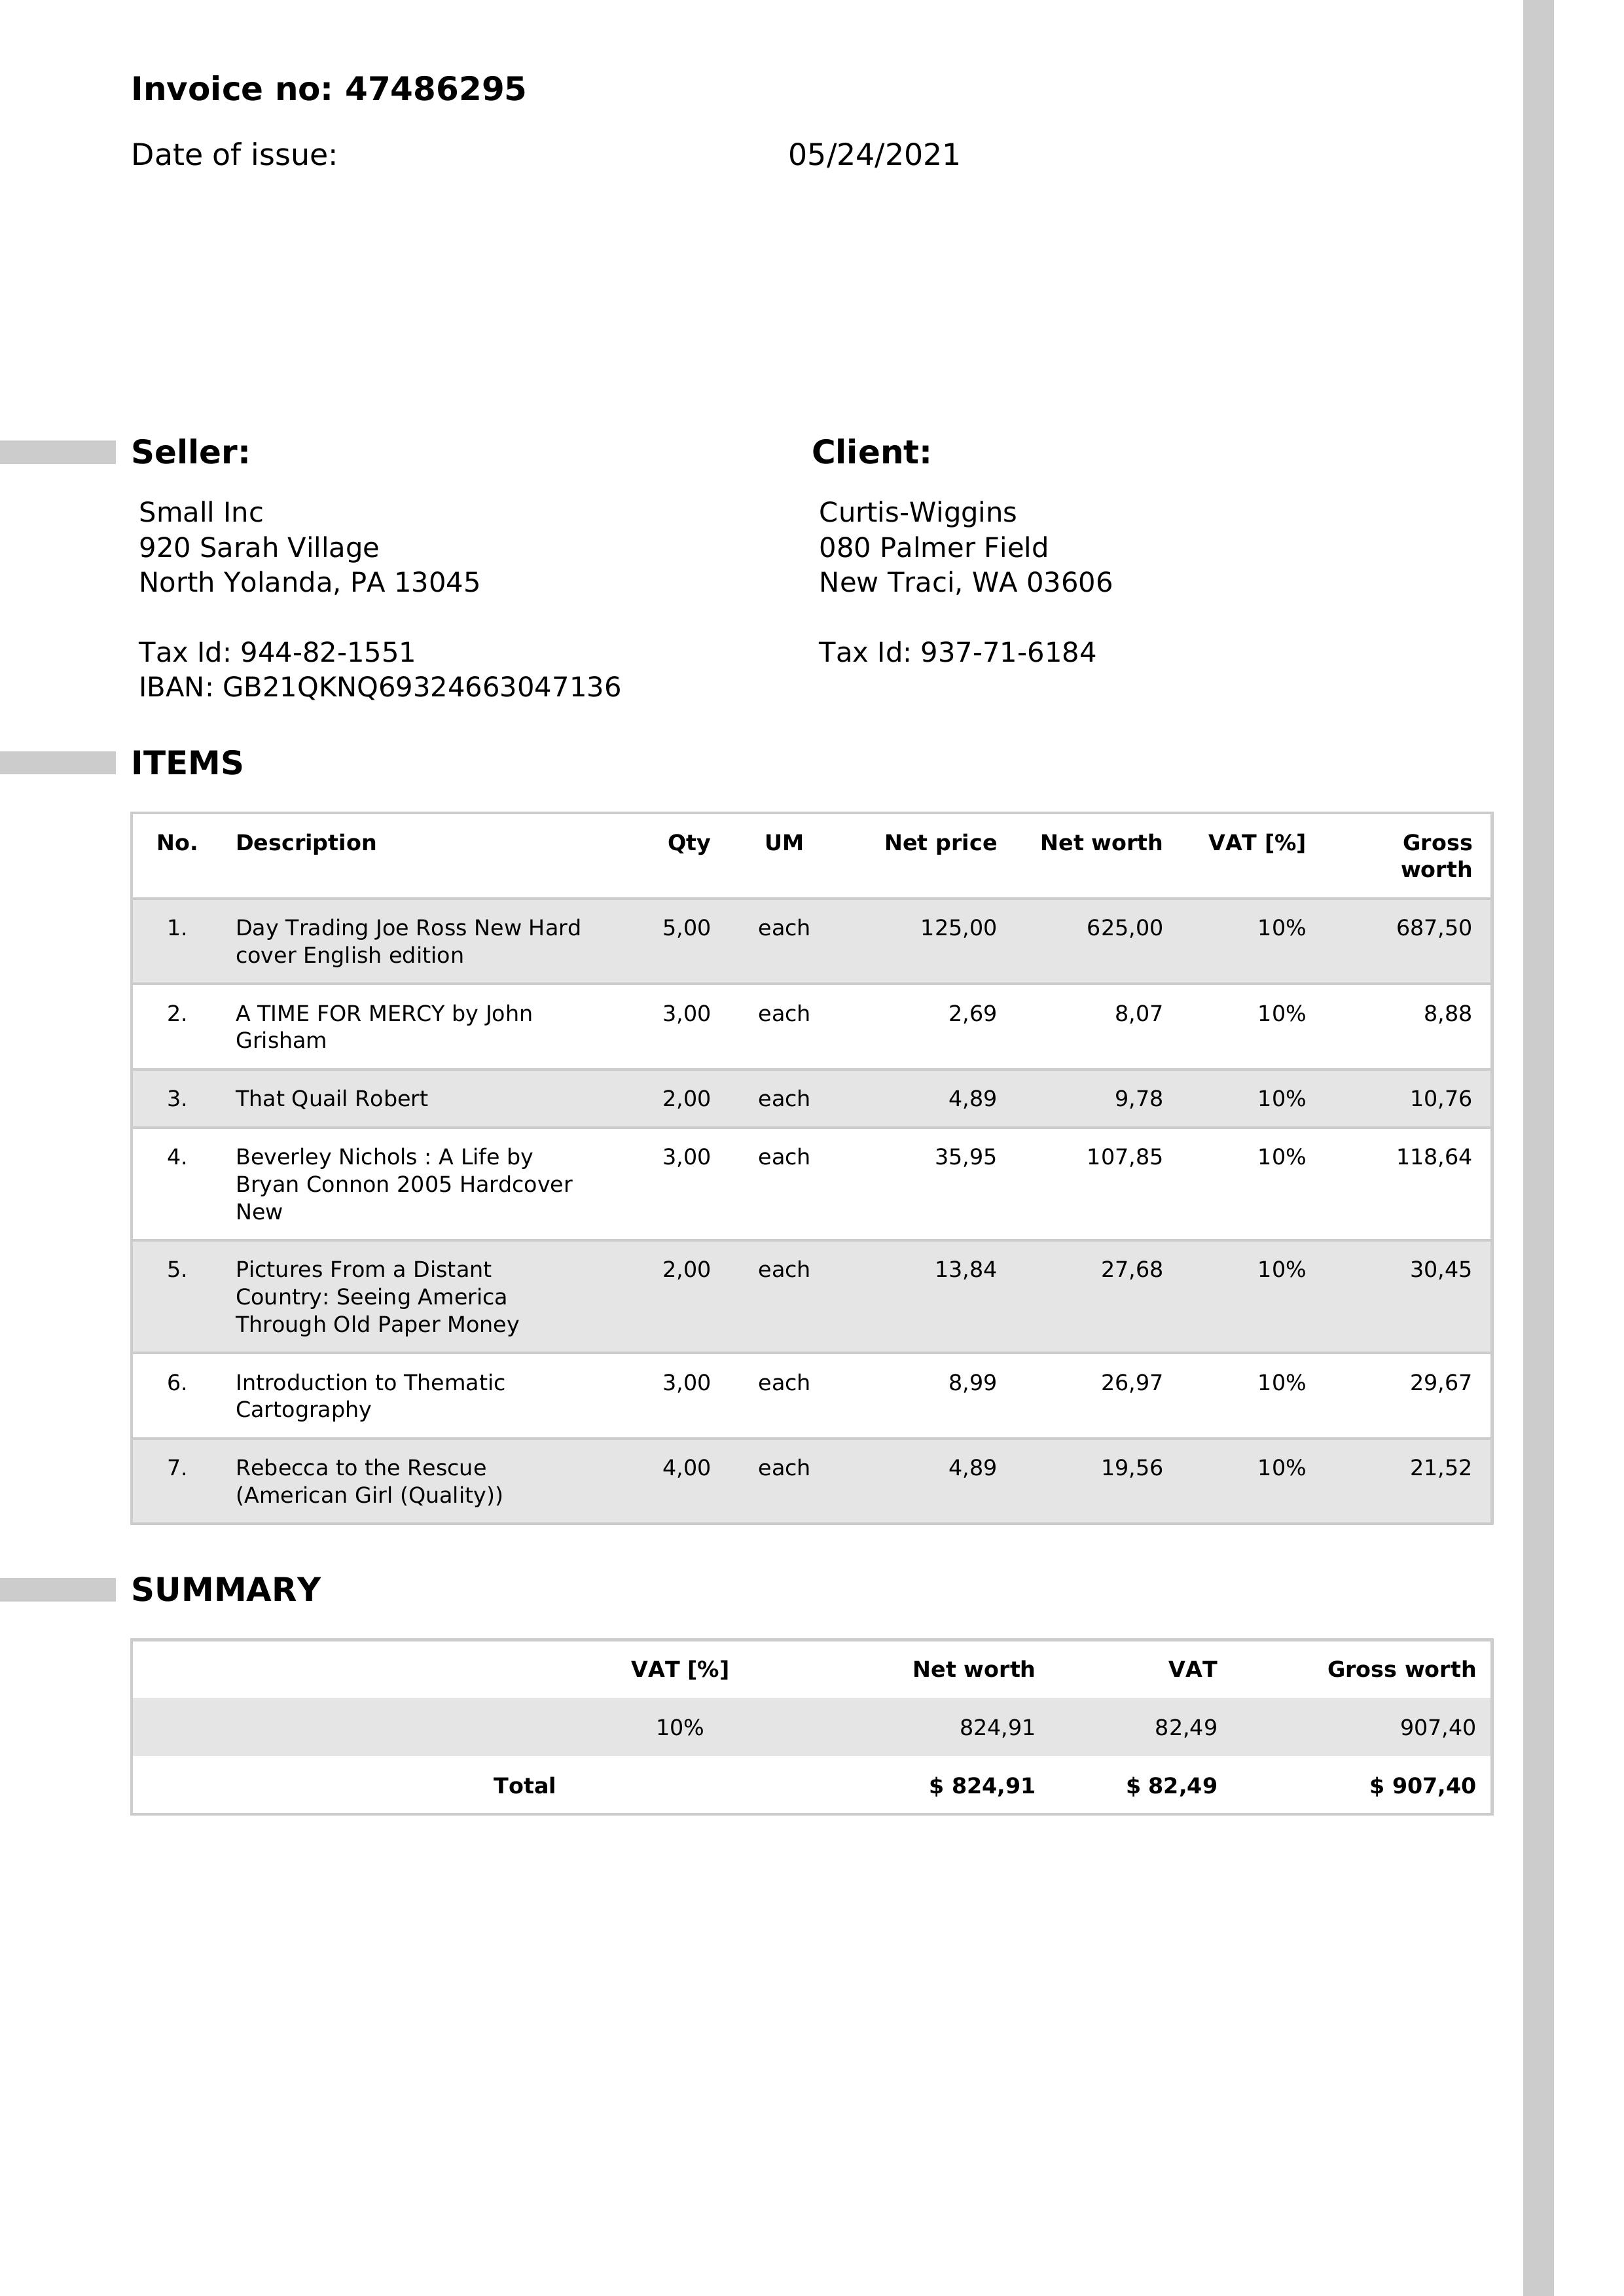 Invoice no: 47486295
Date of issue: 05/24/2021
Seller: Client:
Small Inc Curtis-Wiggins
920 Sarah Village 080 Palmer Field
North Yolanda, PA 13045 New Traci, WA 03606
Tax Id: 944-82-1551 Tax Id: 937-71-6184
IBAN: GB21QKNQ69324663047136
ITEMS
No. Description Qty UM Net price Net worth VAT [%] Gross
worth
1. Day Trading Joe Ross New Hard 5,00 each 125,00 625,00 10% 687,50
cover English edition
2. A TIME FOR MERCY by John 3,00 each 2,69 8,07 10% 8,88
Grisham
3. That Quail Robert 2,00 each 4,89 9,78 10% 10,76
4. Beverley Nichols : A Life by 3,00 each 35,95 107,85 10% 118,64
Bryan Connon 2005 Hardcover
New
5. Pictures From a Distant 2,00 each 13,84 27,68 10% 30,45
Country: Seeing America
Through Old Paper Money
6. Introduction to Thematic 3,00 each 8,99 26,97 10% 29,67
Cartography
7. Rebecca to the Rescue 4,00 each 4,89 19,56 10% 21,52
(American Girl (Quality))
SUMMARY
VAT [%] Net worth VAT Gross worth
10% 824,91 82,49 907,40
Total $ 824,91 $ 82,49 $ 907,40